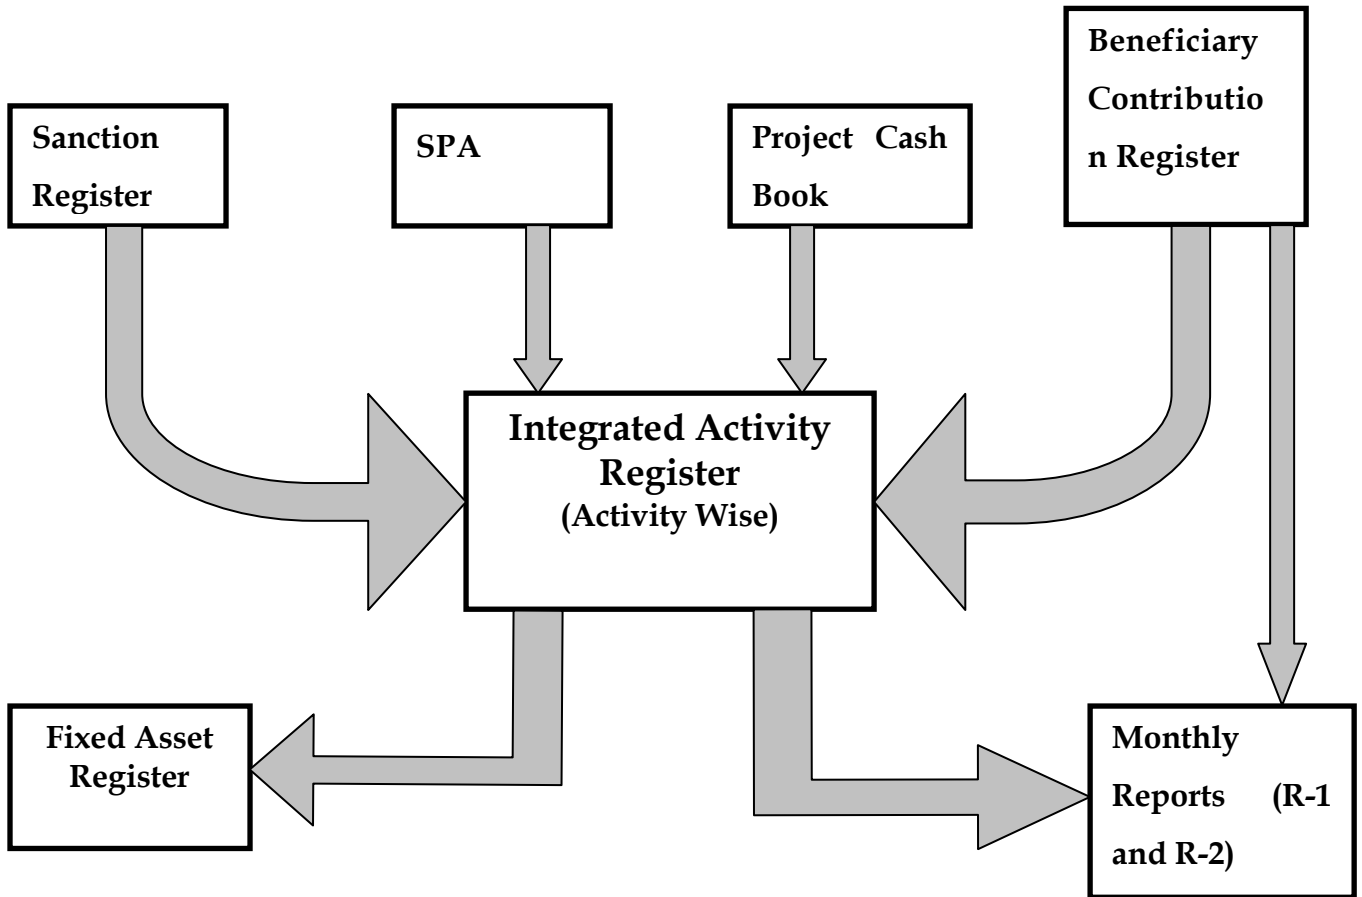 Beneficiary
Contributio
n Register
Sanction
Register
SPA
Project Cash
Book
Integrated Activity
Register
(Activity Wise)
Fixed Asset
Register
Monthly
Reports (R-1
and R-2)